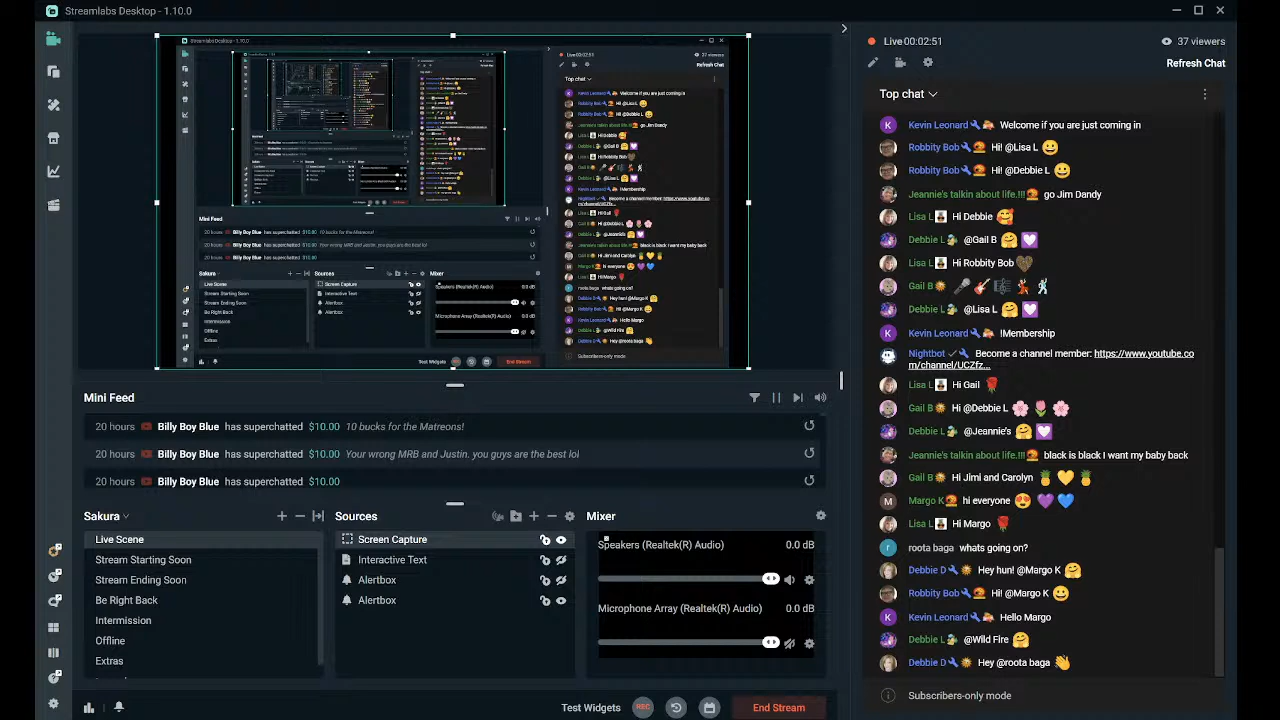 Streamlabs Desktop - 1.10.0
Live 00:02:51
37 viewers
Refresh Chat
Top chat
Kevin Leonard Welcome if you are just coming in
Robbity Bob Hi @Lisa L 😀
Robbity Bob Hi @Debbie L 😀
Jeannie's talkin about life.!!! go Jim Dandy
Lisa L Hi Debbie 🥰
Debbie L @Gail B 🤗 💟
Lisa L Hi Robbity Bob
Gail B 🎤 🎸 🎼 💃 🕺
Debbie L @Lisa L 🤗 💟
Kevin Leonard !Membership
Nightbot Become a channel member: https://www.youtube.co
m/channel/UCZFz...
Lisa L Hi Gail 🌹
Gail B Hi @Debbie L 🌸 🌷 🌸
Debbie L @Jeannie's 🤗 💟
Jeannie's talkin about life.!!! black is black I want my baby back
Gail B Hi Jiml and Carolyn 🍍 💛 🍍
Margo K hi everyone 😍 💜 💙
Lisa L Hi Margo 🌹
roota baga whats going on?
Debbie D Hey hun! @Margo K 🤗
Robbity Bob Hi! @Margo K 😀
Kevin Leonard Hello Margo
Debbie L @Wild Fire 🤗
Debbie D Hey @roota baga 👋
Subscribers-only mode
Mini Feed
20 hours Billy Boy Blue has superchatted $10.00 10 bucks for the Matreons!
20 hours Billy Boy Blue has superchatted $10.00 Your wrong MRB and Justin. you guys are the best lol
20 hours Billy Boy Blue has superchatted $10.00
Sakura
Live Scene
Stream Starting Soon
Stream Ending Soon
Be Right Back
Intermission
Offline
Extras
Sources
Screen Capture
Interactive Text
Alertbox
Alertbox
Mixer
Speakers (Realtek(R) Audio) 0.0 dB
Microphone Array (Realtek(R) Audio) 0.0 dB
Test Widgets
REC
End Stream